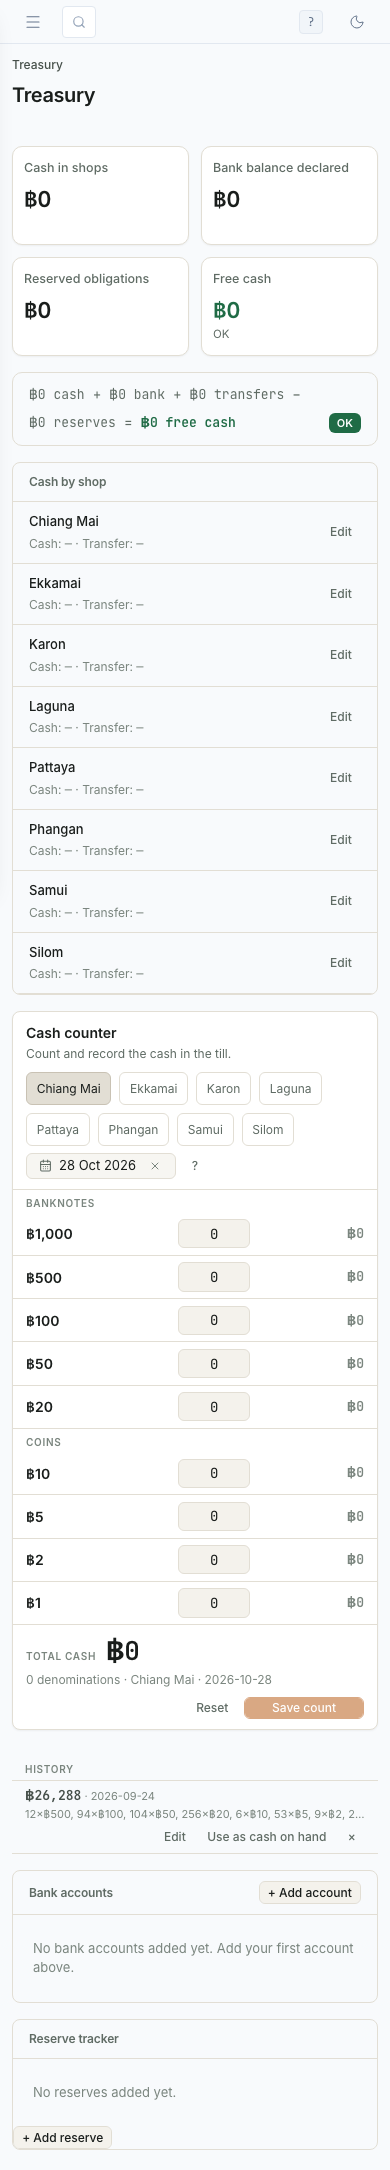 ?
Treasury
Treasury
Cash in shops
฿0
Bank balance declared
฿0
Reserved obligations
฿0
Free cash
฿0
OK
฿0 cash + ฿0 bank + ฿0 transfers −
฿0 reserves = ฿0 free cash
OK
Cash by shop
Chiang Mai
Cash: — · Transfer: —
Edit
Ekkamai
Cash: — · Transfer: —
Edit
Karon
Cash: — · Transfer: —
Edit
Laguna
Cash: — · Transfer: —
Edit
Pattaya
Cash: — · Transfer: —
Edit
Phangan
Cash: — · Transfer: —
Edit
Samui
Cash: — · Transfer: —
Edit
Silom
Cash: — · Transfer: —
Edit
Cash counter
Count and record the cash in the till.
Chiang Mai Ekkamai Karon Laguna
Pattaya Phangan Samui Silom
28 Oct 2026 × ?
BANKNOTES
฿1,000 0 ฿0
฿500 0 ฿0
฿100 0 ฿0
฿50 0 ฿0
฿20 0 ฿0
COINS
฿10 0 ฿0
฿5 0 ฿0
฿2 0 ฿0
฿1 0 ฿0
TOTAL CASH ฿0
0 denominations · Chiang Mai · 2026-10-28
Reset Save count
HISTORY
฿26,288 · 2026-09-24
12×฿500, 94×฿100, 104×฿50, 256×฿20, 6×฿10, 53×฿5, 9×฿2, 2…
Edit Use as cash on hand ×
Bank accounts
+ Add account
No bank accounts added yet. Add your first account
above.
Reserve tracker
No reserves added yet.
+ Add reserve